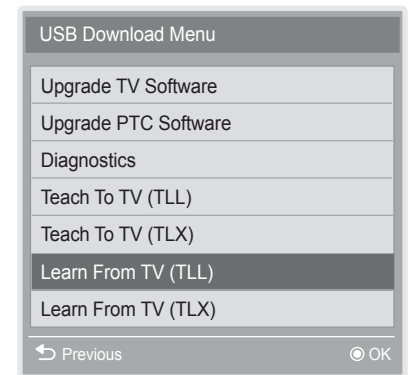 USB Download Menu
Upgrade TV Software
Upgrade PTC Software
Diagnostics
Teach To TV (TLL)
Teach To TV (TLX)
Learn From TV (TLL)
Learn From TV (TLX)
Previous
OK